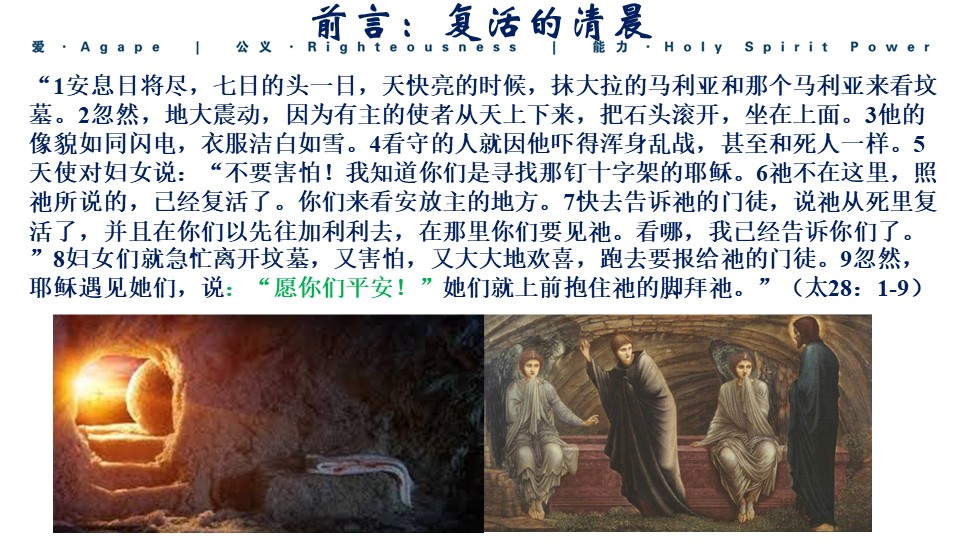 前言：复活的清晨
爱 · Agape | 公义 · Righteousness | 能力 · Holy Spirit Power
“1安息日将尽，七日的头一日，天快亮的时候，抹大拉的马利亚和那个马利亚来看坟
墓。2忽然，地大震动，因为有主的使者从天上下来，把石头滚开，坐在上面。3他的
像貌如同闪电，衣服洁白如雪。4看守的人就因他吓得浑身乱战，甚至和死人一样。5
天使对妇女说：“不要害怕！我知道你们是寻找那钉十字架的耶稣。6祂不在这里，照
祂所说的，已经复活了。你们来看安放主的地方。7快去告诉祂的门徒，说祂从死里复
活了，并且在你们以先往加利利去，在那里你们要见祂。看哪，我已经告诉你们了。
”8妇女们就急忙离开坟墓，又害怕，又大大地欢喜，跑去要报给祂的门徒。9忽然，
耶稣遇见她们，说：“愿你们平安！”她们就上前抱住祂的脚拜祂。”（太28：1-9）